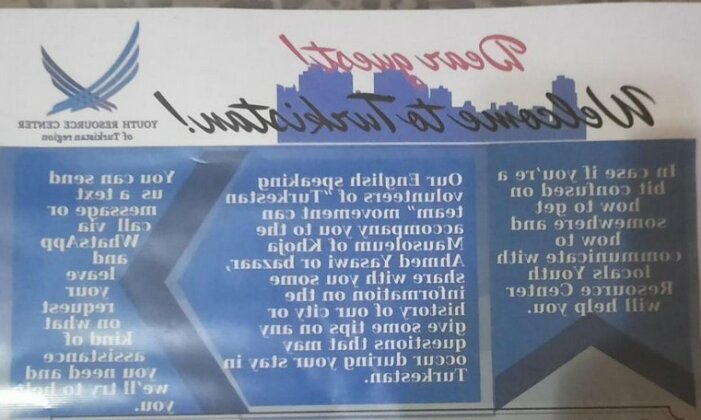 Dear guest!
Welcome to Turkistan!
YOUTH RESOURCE CENTER
of Turkistan region
In case if you're a
bit confused on
how to get
somewhere and
how to
communicate with
locals Youth
Resource Center
will help you.
Our English speaking
volunteers of "Turkestan
team" movement can
accompany you to the
Mausoleum of Khoja
Ahmed Yasawi or bazaar,
share with you some
information on the
history of our city or
give some tips on any
questions that may
occur during your stay in
Turkestan.
You can send
us a text a
message or
call via
WhatsApp
and
leave
your
request
on what
kind of
assistance
you need and
we'll try to help
you.